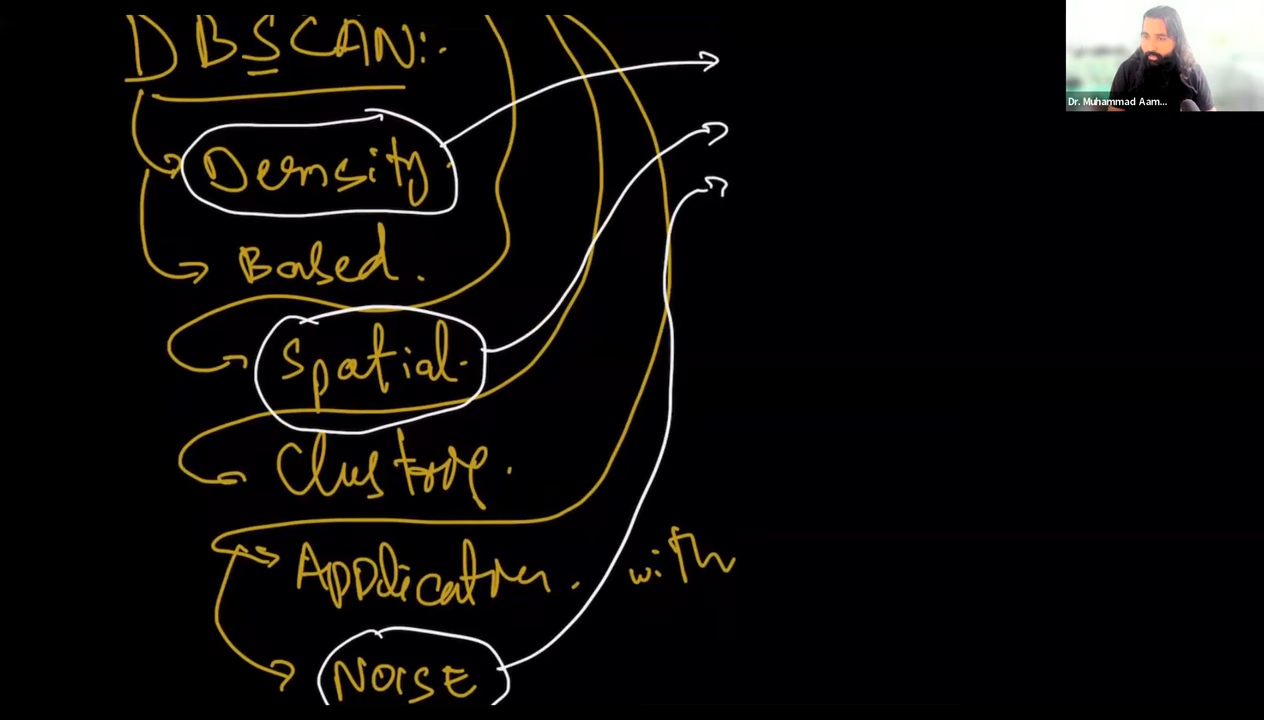 DBSCAN:-
Dr. Muhammad Aam...
Density.
Based.
Spatial.
Clustering.
Application. with
NOISE